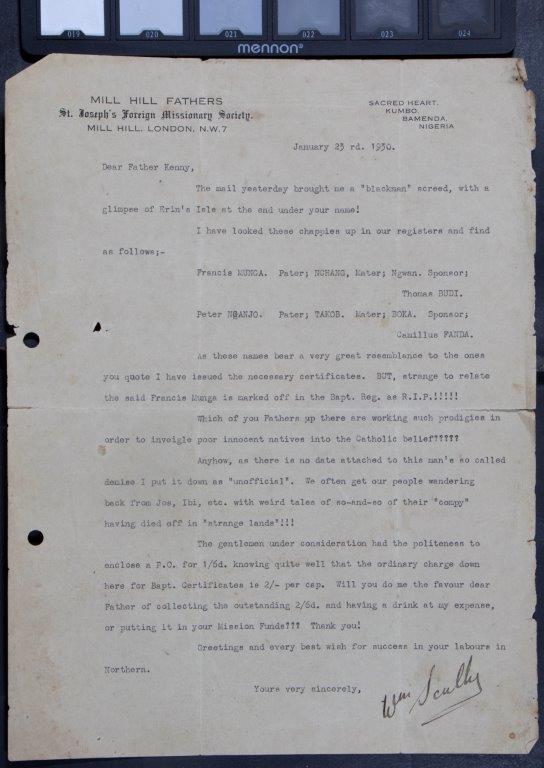 019 020 021 022 023 024
mennon®
MILL HILL FATHERS
St. Joseph's Foreign Missionary Society.
MILL HILL, LONDON, N.W.7
SACRED HEART,
KUMBO,
BAMENDA,
NIGERIA
January 23 rd. 1930.
Dear Father Kenny,
The mail yesterday brought me a "blackman" screed, with a
glimpse of Erin's Isle at the end under your name!
I have looked these chappies up in our registers and find
as follows;-
Francis MUNGA. Pater; NCHANG, Mater; Ngwan. Sponsor;
Thomas BUDI.
Peter NGANJO. Pater; TAKOB. Mater; BOKA. Sponsor;
Camillus FANDA.
As these names bear a very great resemblance to the ones
you quote I have issued the necessary certificates. BUT, strange to relate
the said Francis Munga is marked off in the Bapt. Reg. as R.I.P.!!!!!
Which of you Fathers up there are working such prodigies in
order to inveigle poor innocent natives into the Catholic belief?????
Anyhow, as there is no date attached to this man's so called
demise I put it down as "unofficial". We often get our people wandering
back from Jos, Ibi, etc. with weird tales of so-and-so of their "compy"
having died off in "strange lands"!!!
The gentlemen under consideration had the politeness to
enclose a P.O. for 1/6d. knowing quite well that the ordinary charge down
here for Bapt. Certificates is 2/- per cap. Will you do me the favour dear
Father of collecting the outstanding 2/6d. and having a drink at my expense,
or putting it in your Mission Funds??? Thank you!
Greetings and every best wish for success in your labours in
Northern.
Yours very sincerely,
Wm Scully